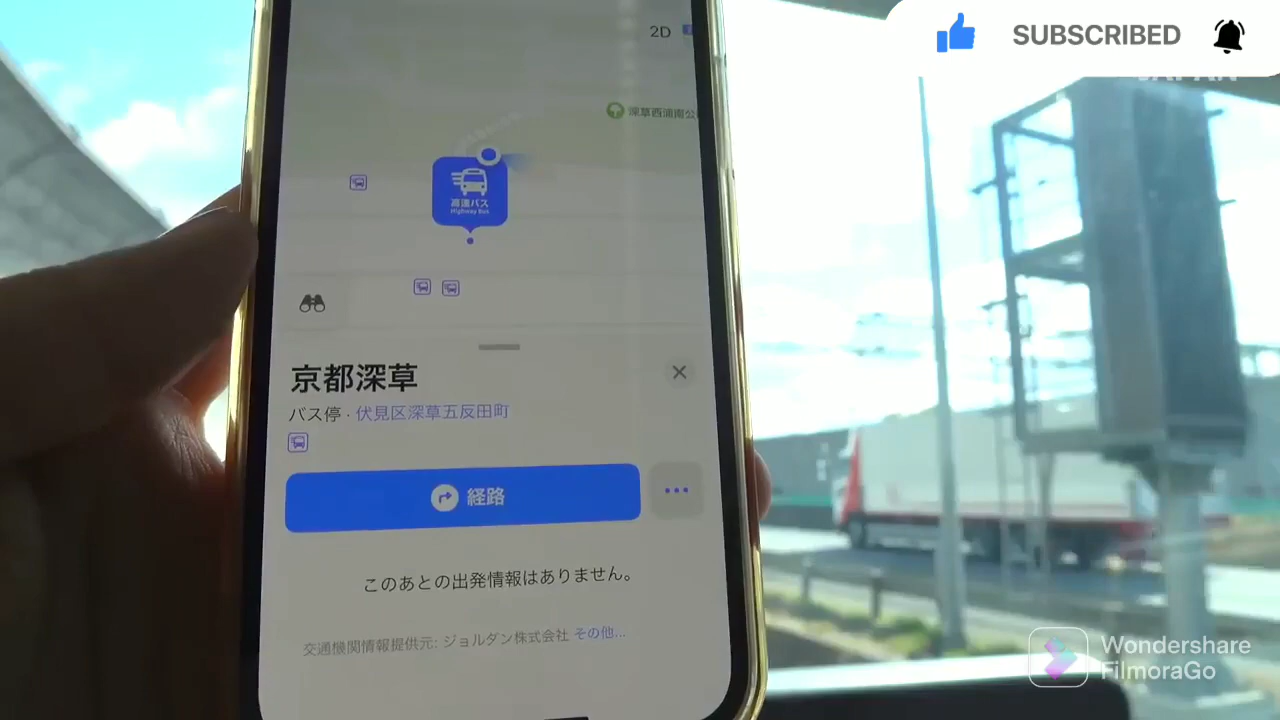 SUBSCRIBED
JAPAN
2D
深草西浦南公
高速バス
Highway Bus
京都深草
バス停 · 伏見区深草五反田町
経路
このあとの出発情報はありません。
交通機関情報提供元: ジョルダン株式会社 その他...
Wondershare
FilmoraGo